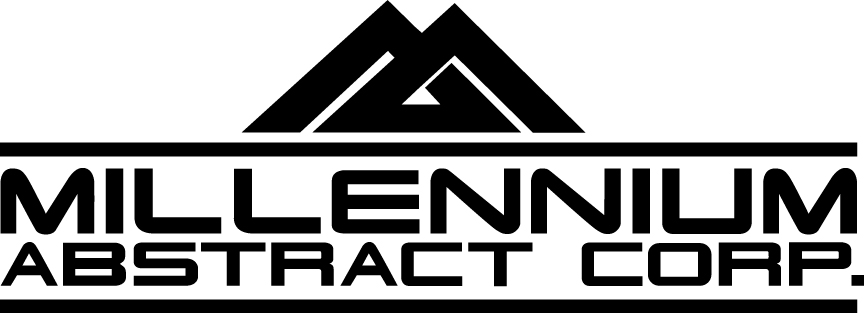 MILLENNIUM
ABSTRACT CORP.